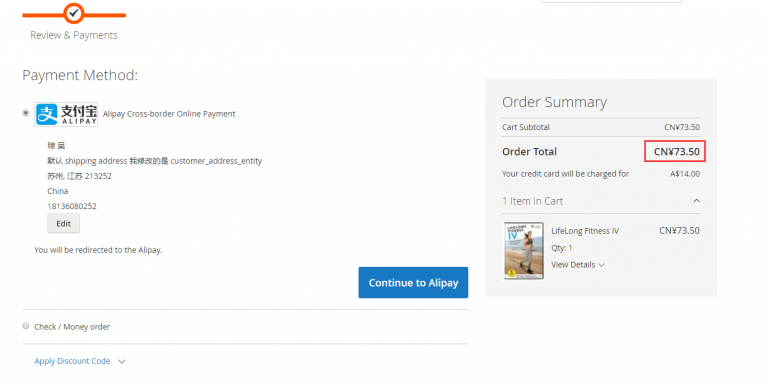 Review & Payments
Payment Method:
支付宝
ALIPAY
Alipay Cross-border Online Payment
琼 吴
默认 shipping address 我修改的是 customer_address_entity
苏州, 江苏 213252
China
18136080252
Edit
You will be redirected to the Alipay.
Continue to Alipay
Check / Money order
Apply Discount Code
Order Summary
Cart Subtotal CN¥73.50
Order Total CN¥73.50
Your credit card will be charged for A$14.00
1 Item in Cart
LIFELONG FITNESS
IV
LifeLong Fitness IV CN¥73.50
Qty: 1
View Details